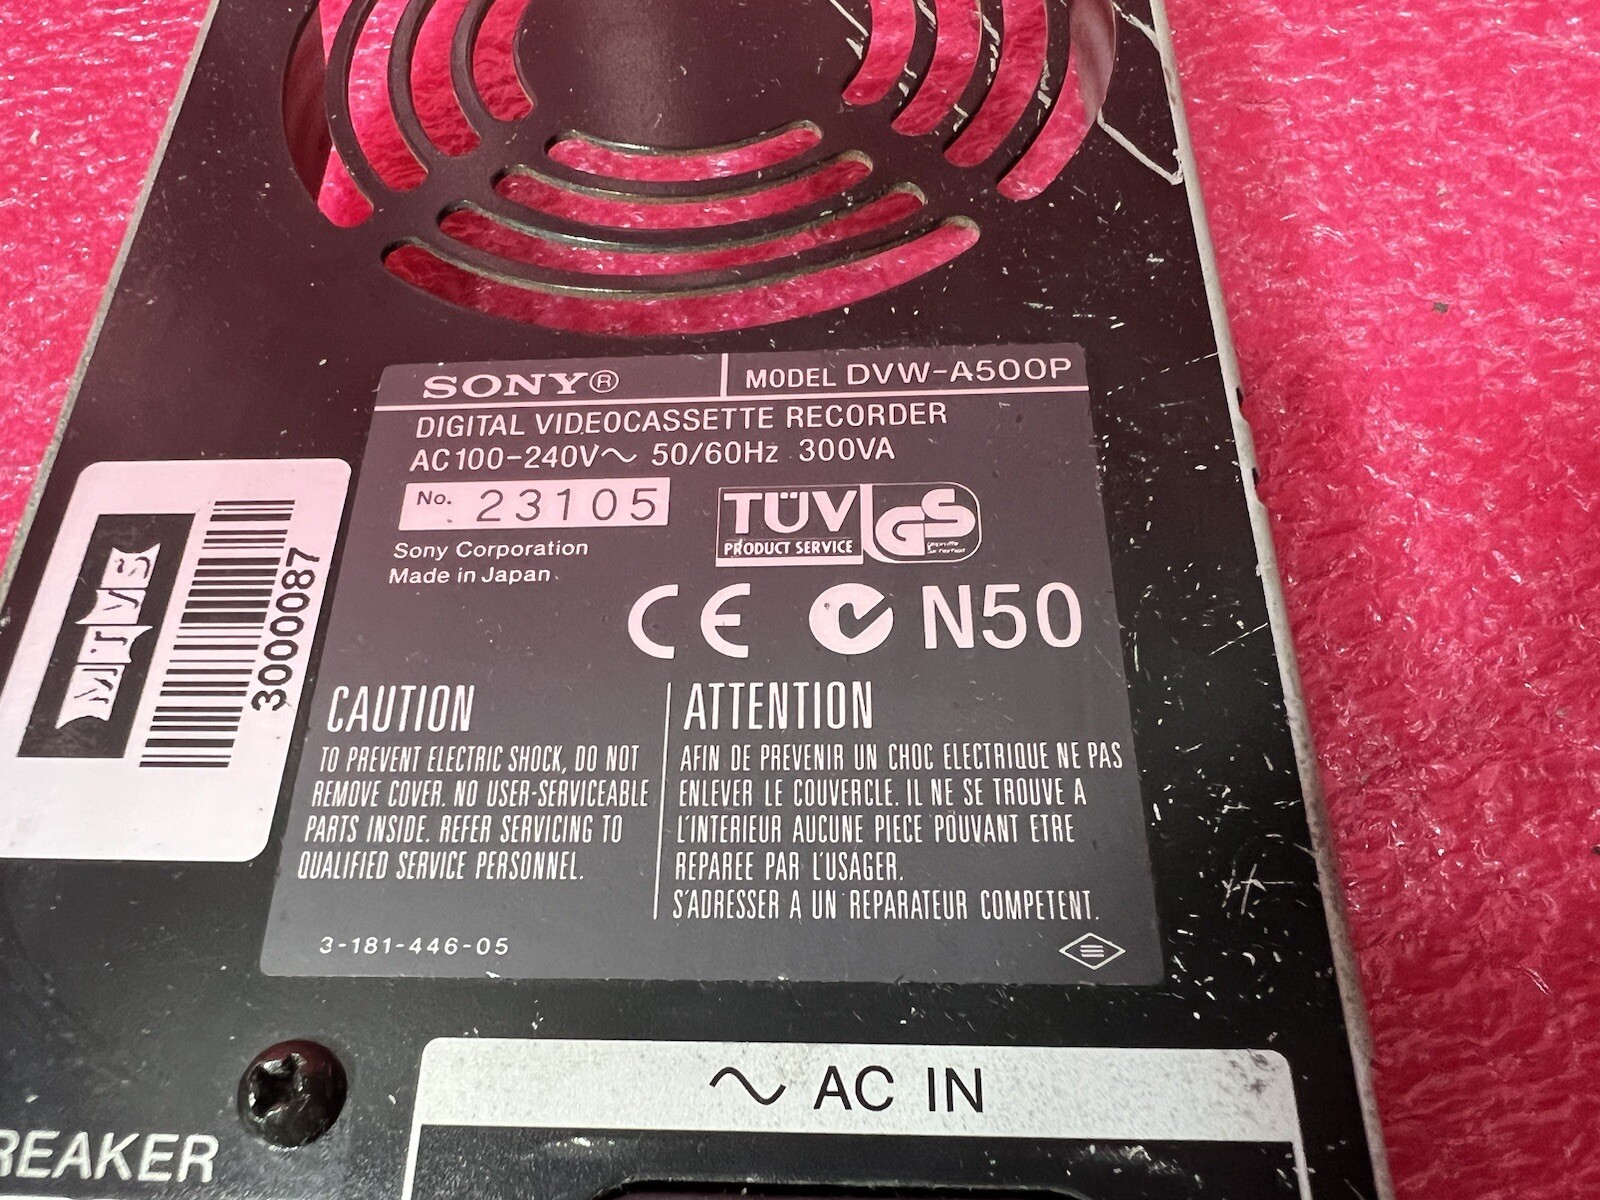 SONY®
MODEL DVW-A500P
DIGITAL VIDEOCASSETTE RECORDER
AC 100-240V~ 50/60Hz 300VA
No. 23105
Sony Corporation
Made in Japan
TÜV
PRODUCT SERVICE
GS
CE N50
CAUTION
TO PREVENT ELECTRIC SHOCK, DO NOT
REMOVE COVER. NO USER-SERVICEABLE
PARTS INSIDE. REFER SERVICING TO
QUALIFIED SERVICE PERSONNEL.
ATTENTION
AFIN DE PREVENIR UN CHOC ELECTRIQUE NE PAS
ENLEVER LE COUVERCLE. IL NE SE TROUVE A
L'INTERIEUR AUCUNE PIECE POUVANT ETRE
REPAREE PAR L'USAGER.
S'ADRESSER A UN REPARATEUR COMPETENT.
3-181-446-05
MTVS
3000087
~ AC IN
REAKER